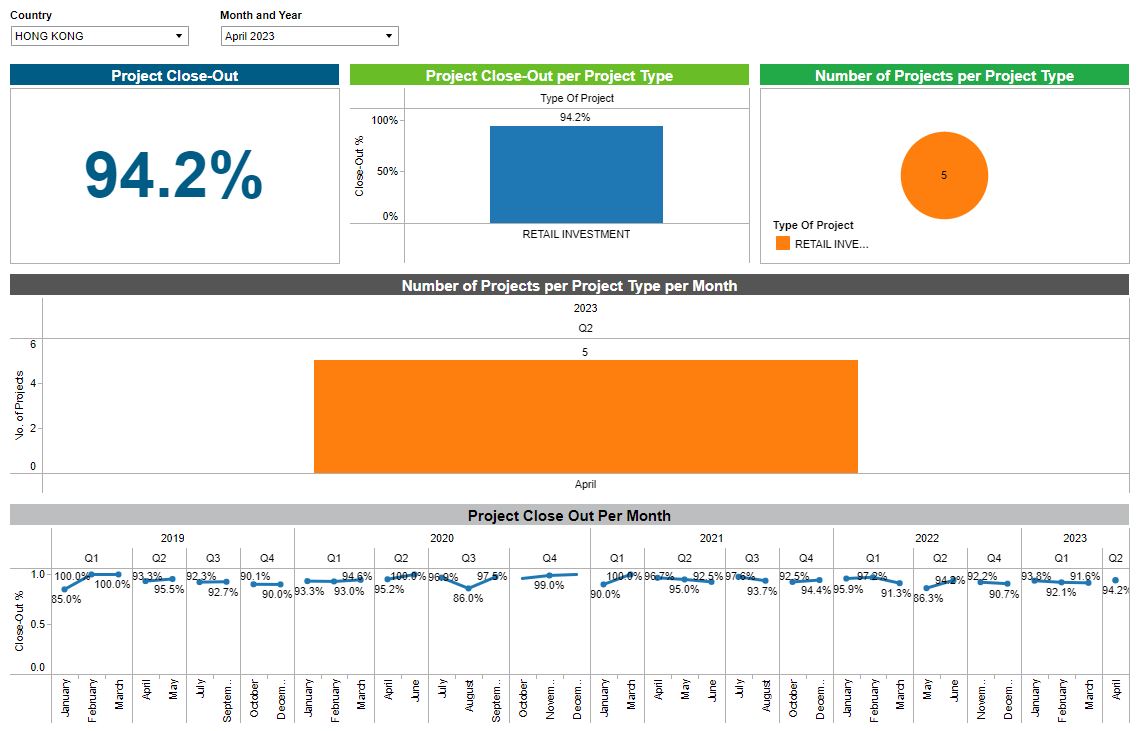 Country
Month and Year
HONG KONG
April 2023
Project Close-Out
Project Close-Out per Project Type
Number of Projects per Project Type
94.2%
Type Of Project
94.2%
100%
50%
0%
Close-Out %
RETAIL INVESTMENT
5
Type Of Project
RETAIL INVE...
Number of Projects per Project Type per Month
2023
Q2
6
4
2
0
No. of Projects
5
April
Project Close Out Per Month
2019 2020 2021 2022 2023
Q1 Q2 Q3 Q4 Q1 Q2 Q3 Q4 Q1 Q2 Q3 Q4 Q1 Q2 Q4 Q1 Q2
1.0
0.5
0.0
Close-Out %
100.0% 93.3% 92.3% 90.1% 94.6% 100.0% 96.9% 97.5% 100.0% 96.7% 92.5% 97.6% 92.5% 97.3% 94.2% 92.2% 93.8% 91.6%
85.0% 100.0% 95.5% 92.7% 90.0% 93.3% 93.0% 95.2% 86.0% 99.0% 90.0% 95.0% 93.7% 94.4% 95.9% 91.3% 86.3% 90.7% 92.1% 94.2%
January February March April May July Septem.. October Decem.. January February March April June July August Septem.. October Novem.. Decem.. January March April May June July August October Decem.. January February March May June Novem.. Decem.. January February March April